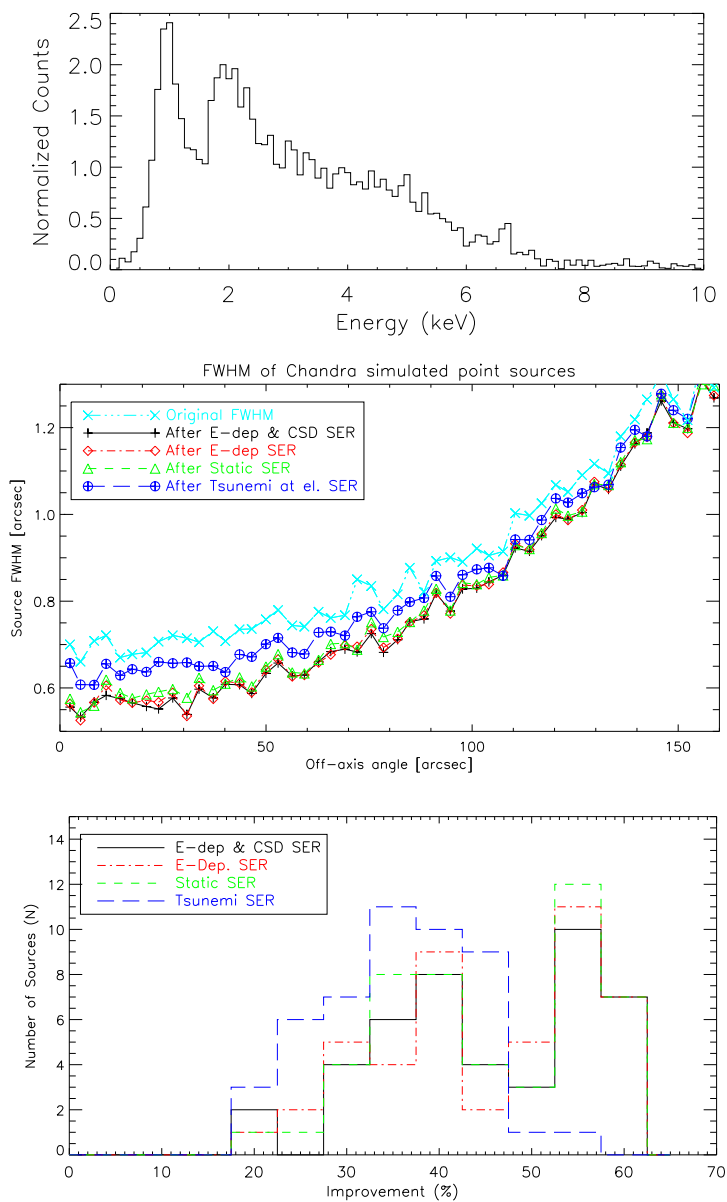 2.5
2.0
1.5
1.0
0.5
0.0
Normalized Counts
0 2 4 6 8 10
Energy (keV)
FWHM of Chandra simulated point sources
Original FWHM
After E-dep & CSD SER
After E-dep SER
After Static SER
After Tsunemi at el. SER
1.2
1.0
0.8
0.6
Source FWHM [arcsec]
0 50 100 150
Off-axis angle [arcsec]
E-dep & CSD SER
E-Dep. SER
Static SER
Tsunemi SER
14
12
10
8
6
4
2
0
Number of Sources (N)
0 10 20 30 40 50 60 70
Improvement (%)